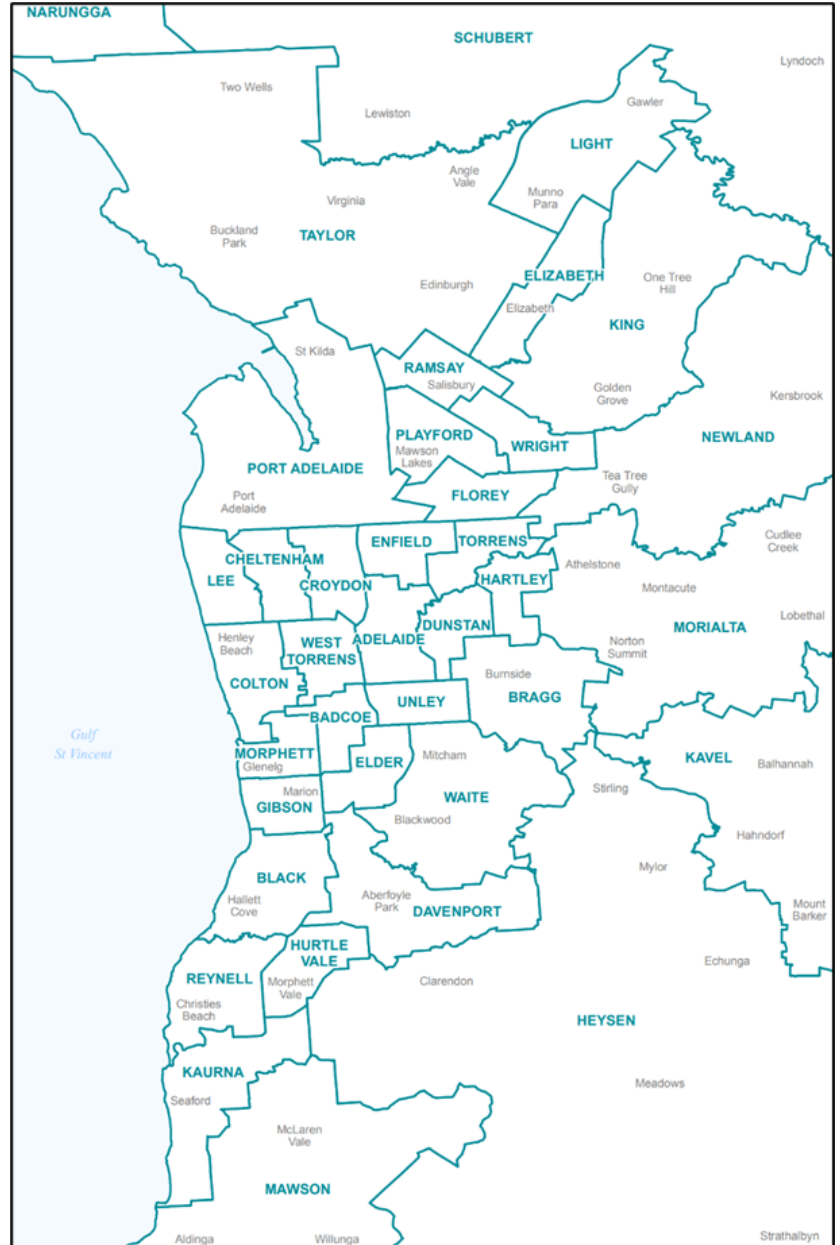 NARUNGGA
SCHUBERT
Lyndoch
Two Wells
Lewiston
Gawler
LIGHT
Angle
Vale
Munno
Para
Virginia
Buckland
Park
TAYLOR
Edinburgh
ELIZABETH
Elizabeth
One Tree
Hill
KING
St Kilda
RAMSAY
Salisbury
Golden
Grove
Kersbrook
PLAYFORD
Mawson
Lakes
WRIGHT
NEWLAND
PORT ADELAIDE
Port
Adelaide
FLOREY
Tea Tree
Gully
ENFIELD
TORRENS
Cudlee
Creek
CHELTENHAM
LEE
CROYDON
HARTLEY
Athelstone
Montacute
Lobethal
Henley
Beach
WEST
TORRENS
ADELAIDE
DUNSTAN
MORIALTA
Norton
Summit
COLTON
Burnside
BRAGG
UNLEY
BADCOE
Gulf
St Vincent
MORPHETT
Glenelg
ELDER
Mitcham
KAVEL
Balhannah
Marion
GIBSON
WAITE
Stirling
Blackwood
Hahndorf
BLACK
Mylor
Hallett
Cove
Aberfoyle
Park
DAVENPORT
Mount
Barker
HURTLE
VALE
REYNELL
Morphett
Vale
Clarendon
Echunga
Christies
Beach
HEYSEN
KAURNA
Seaford
Meadows
McLaren
Vale
MAWSON
Aldinga
Willunga
Strathalbyn